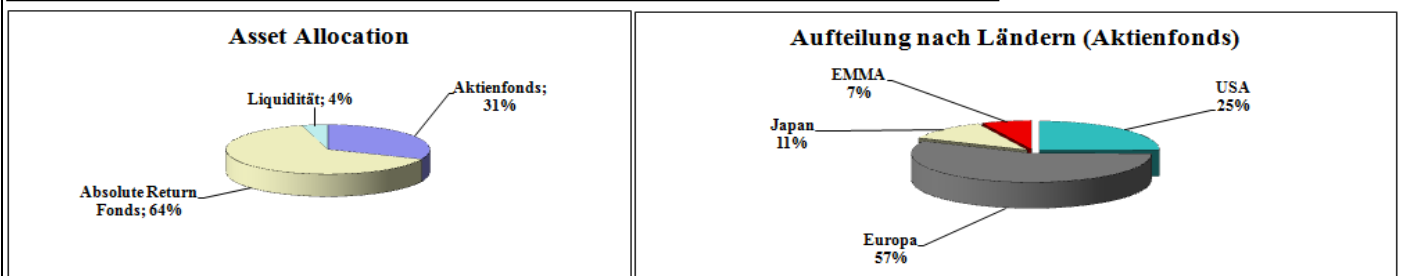 Asset Allocation
Liquidität; 4%
Aktienfonds;
31%
Absolute Return
Fonds; 64%
Aufteilung nach Ländern (Aktienfonds)
EMMA
7%
USA
25%
Japan
11%
Europa
57%